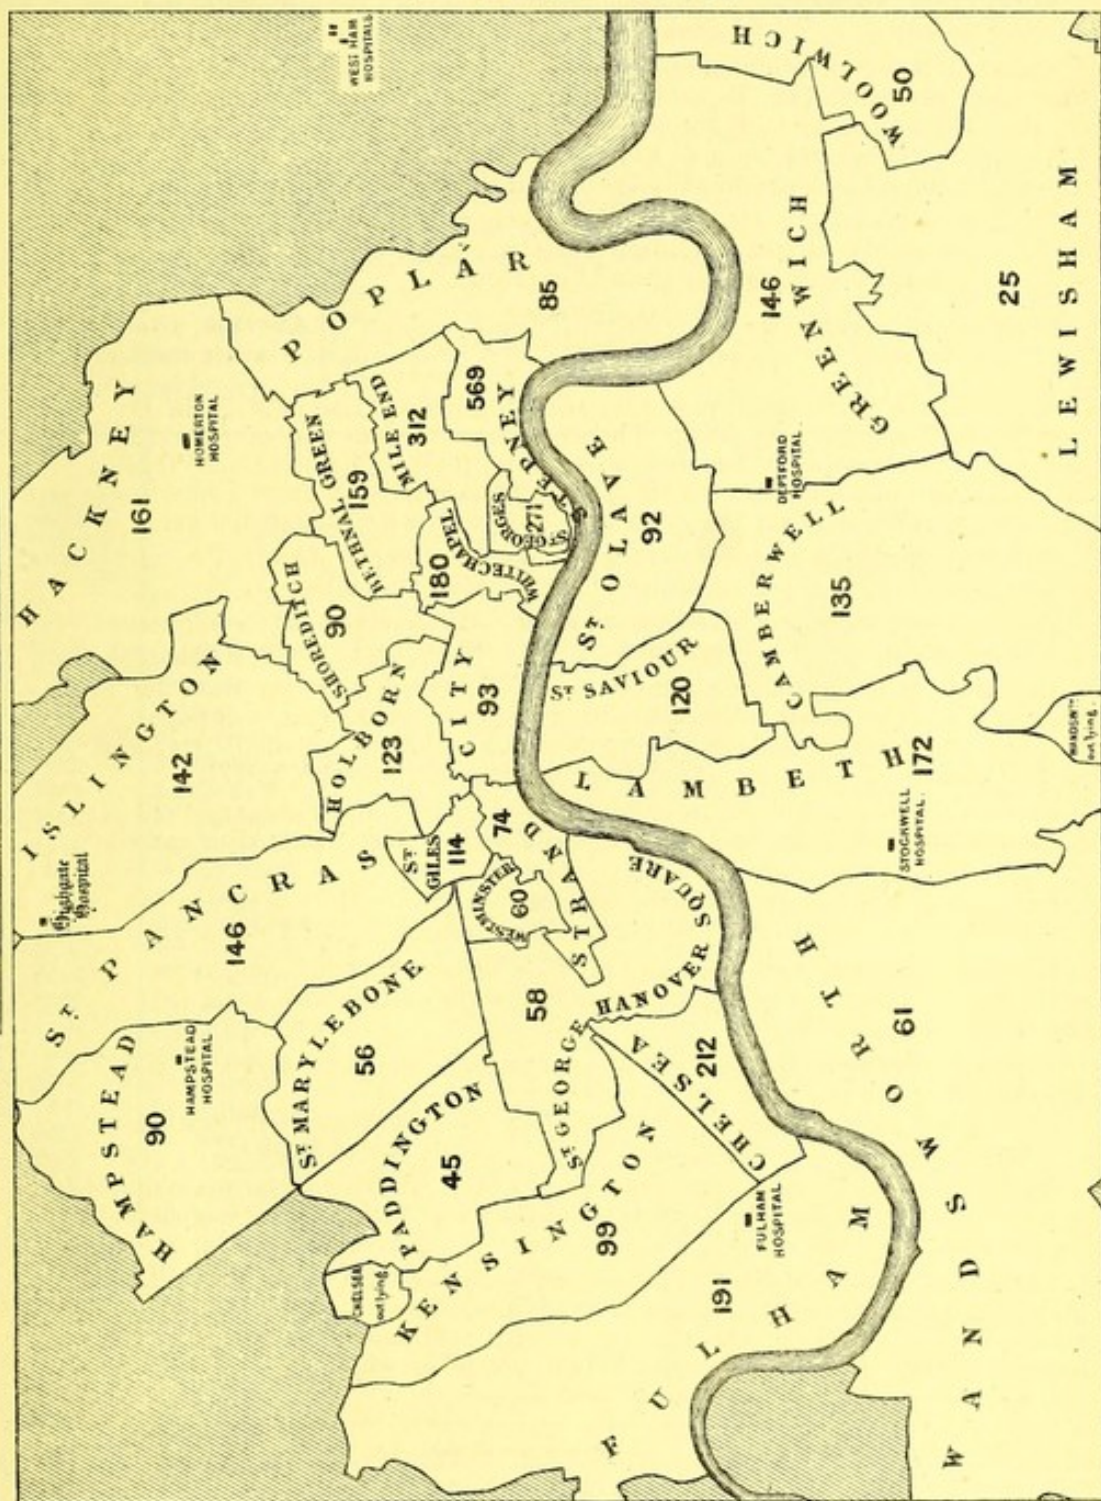 WEST HAM
HOSPITALS
HACKNEY
161
HOMERTON
HOSPITAL
ISLINGTON
142
Highgate
Hospital
ST. PANCRAS
146
HAMPSTEAD
90
HAMPSTEAD
HOSPITAL
ST MARYLEBONE
56
PADDINGTON
45
CHELSEA
outlying
KENSINGTON
99
FULHAM
191
FULHAM
HOSPITAL
CHELSEA
212
ST GEORGE HANOVER SQUARE
58
WESTMINSTER
60
STRAND
74
ST
GILES
114
HOLBORN
123
CITY
93
SHOREDITCH
90
BETHNAL GREEN
159
WHITECHAPEL
180
ST GEORGES
271
MILE END
312
STEPNEY
569
POPLAR
85
ST. OLAVE
92
ST SAVIOUR
120
LAMBETH
172
STOCKWELL
HOSPITAL
CAMBERWELL
135
DEPTFORD
HOSPITAL
GREENWICH
146
WOOLWICH
50
LEWISHAM
25
WANDSWORTH
61
outlying